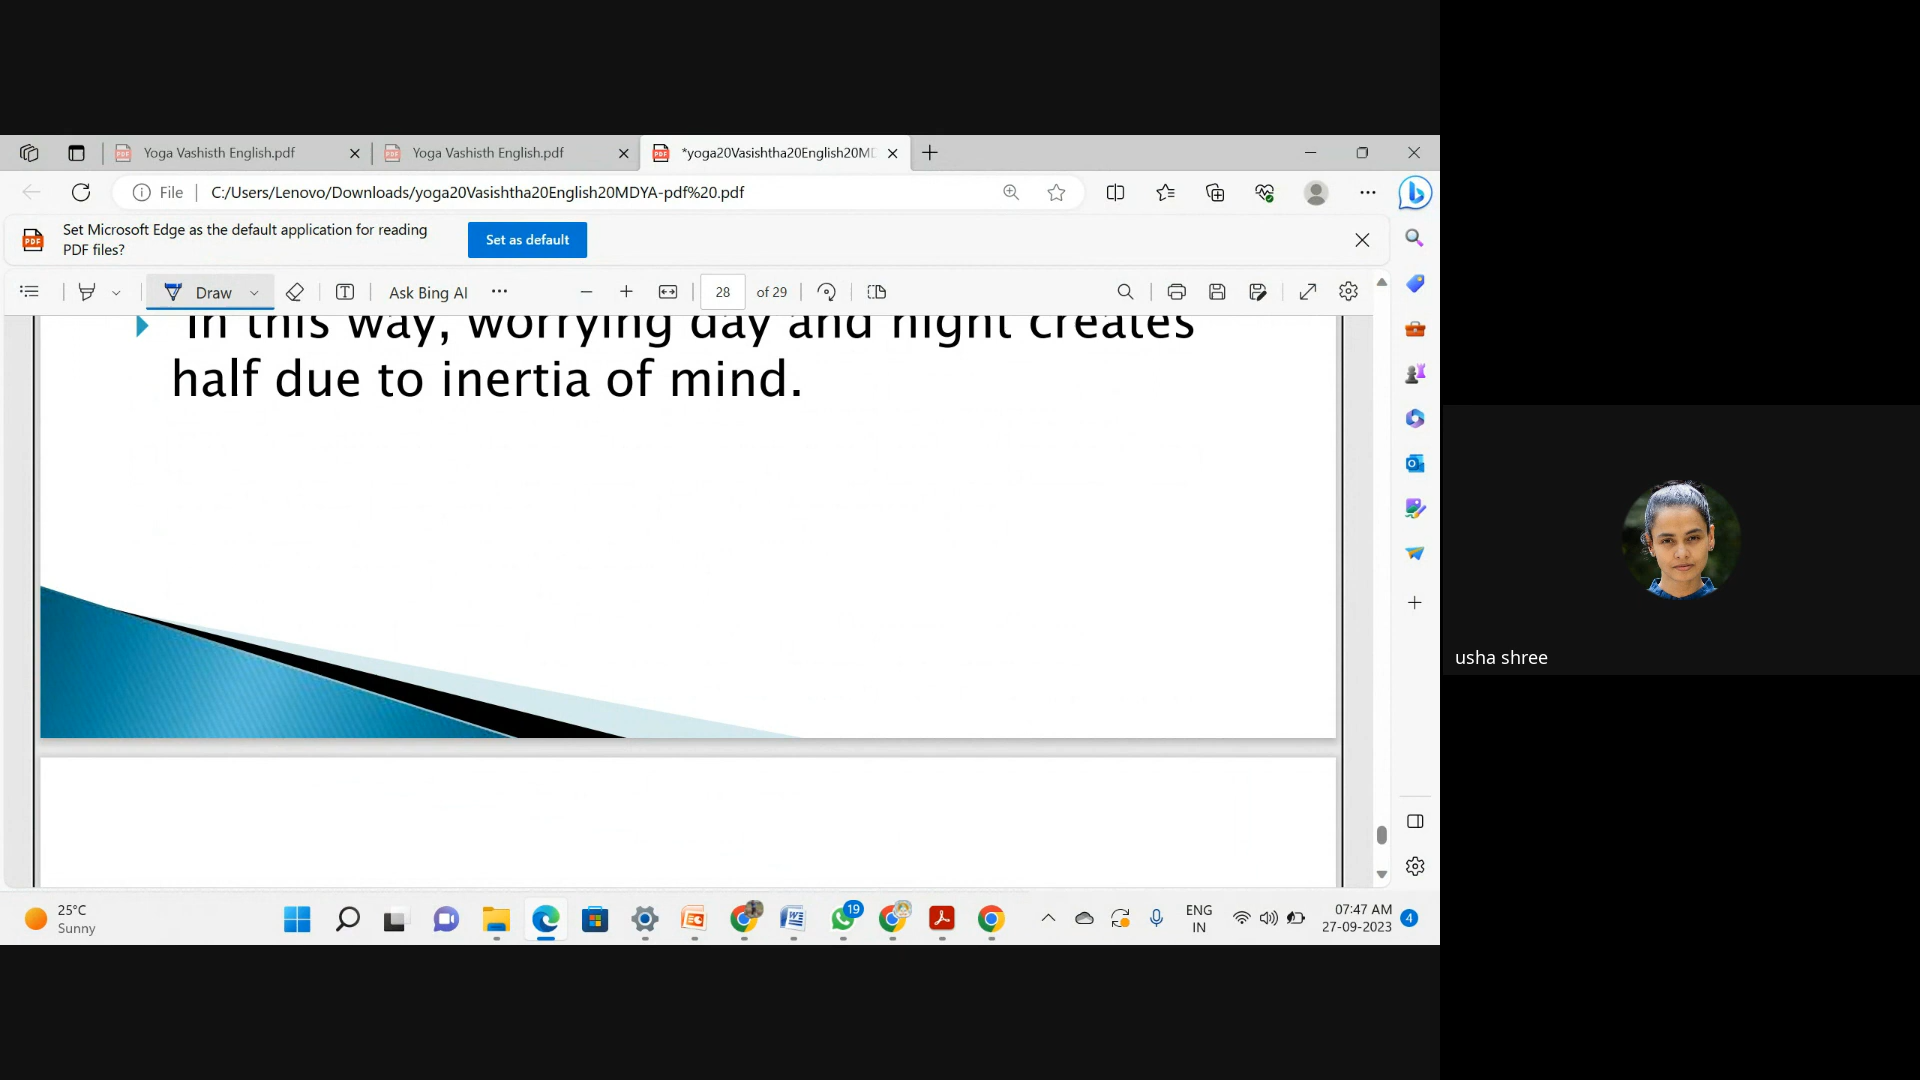 Yoga Vashisth English.pdf
Yoga Vashisth English.pdf
*yoga20Vasishtha20English20MD
File
C:/Users/Lenovo/Downloads/yoga20Vasishtha20English20MDYA-pdf%20.pdf
Set Microsoft Edge as the default application for reading
PDF files?
Set as default
Draw
Ask Bing AI
28
of 29
In this way, worrying day and night creates
half due to inertia of mind.
usha shree
25°C
Sunny
19
ENG
IN
07:47 AM
27-09-2023
4